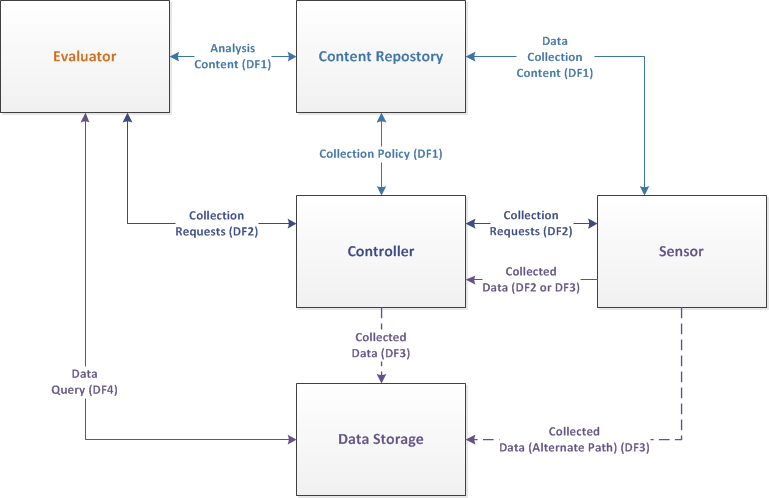 Evaluator
Analysis
Content (DF1)
Content Repostory
Data
Collection
Content (DF1)
Collection Policy (DF1)
Collection
Requests (DF2)
Controller
Collection
Requests (DF2)
Sensor
Collected
Data (DF2 or DF3)
Collected
Data (DF3)
Data
Query (DF4)
Data Storage
Collected
Data (Alternate Path) (DF3)